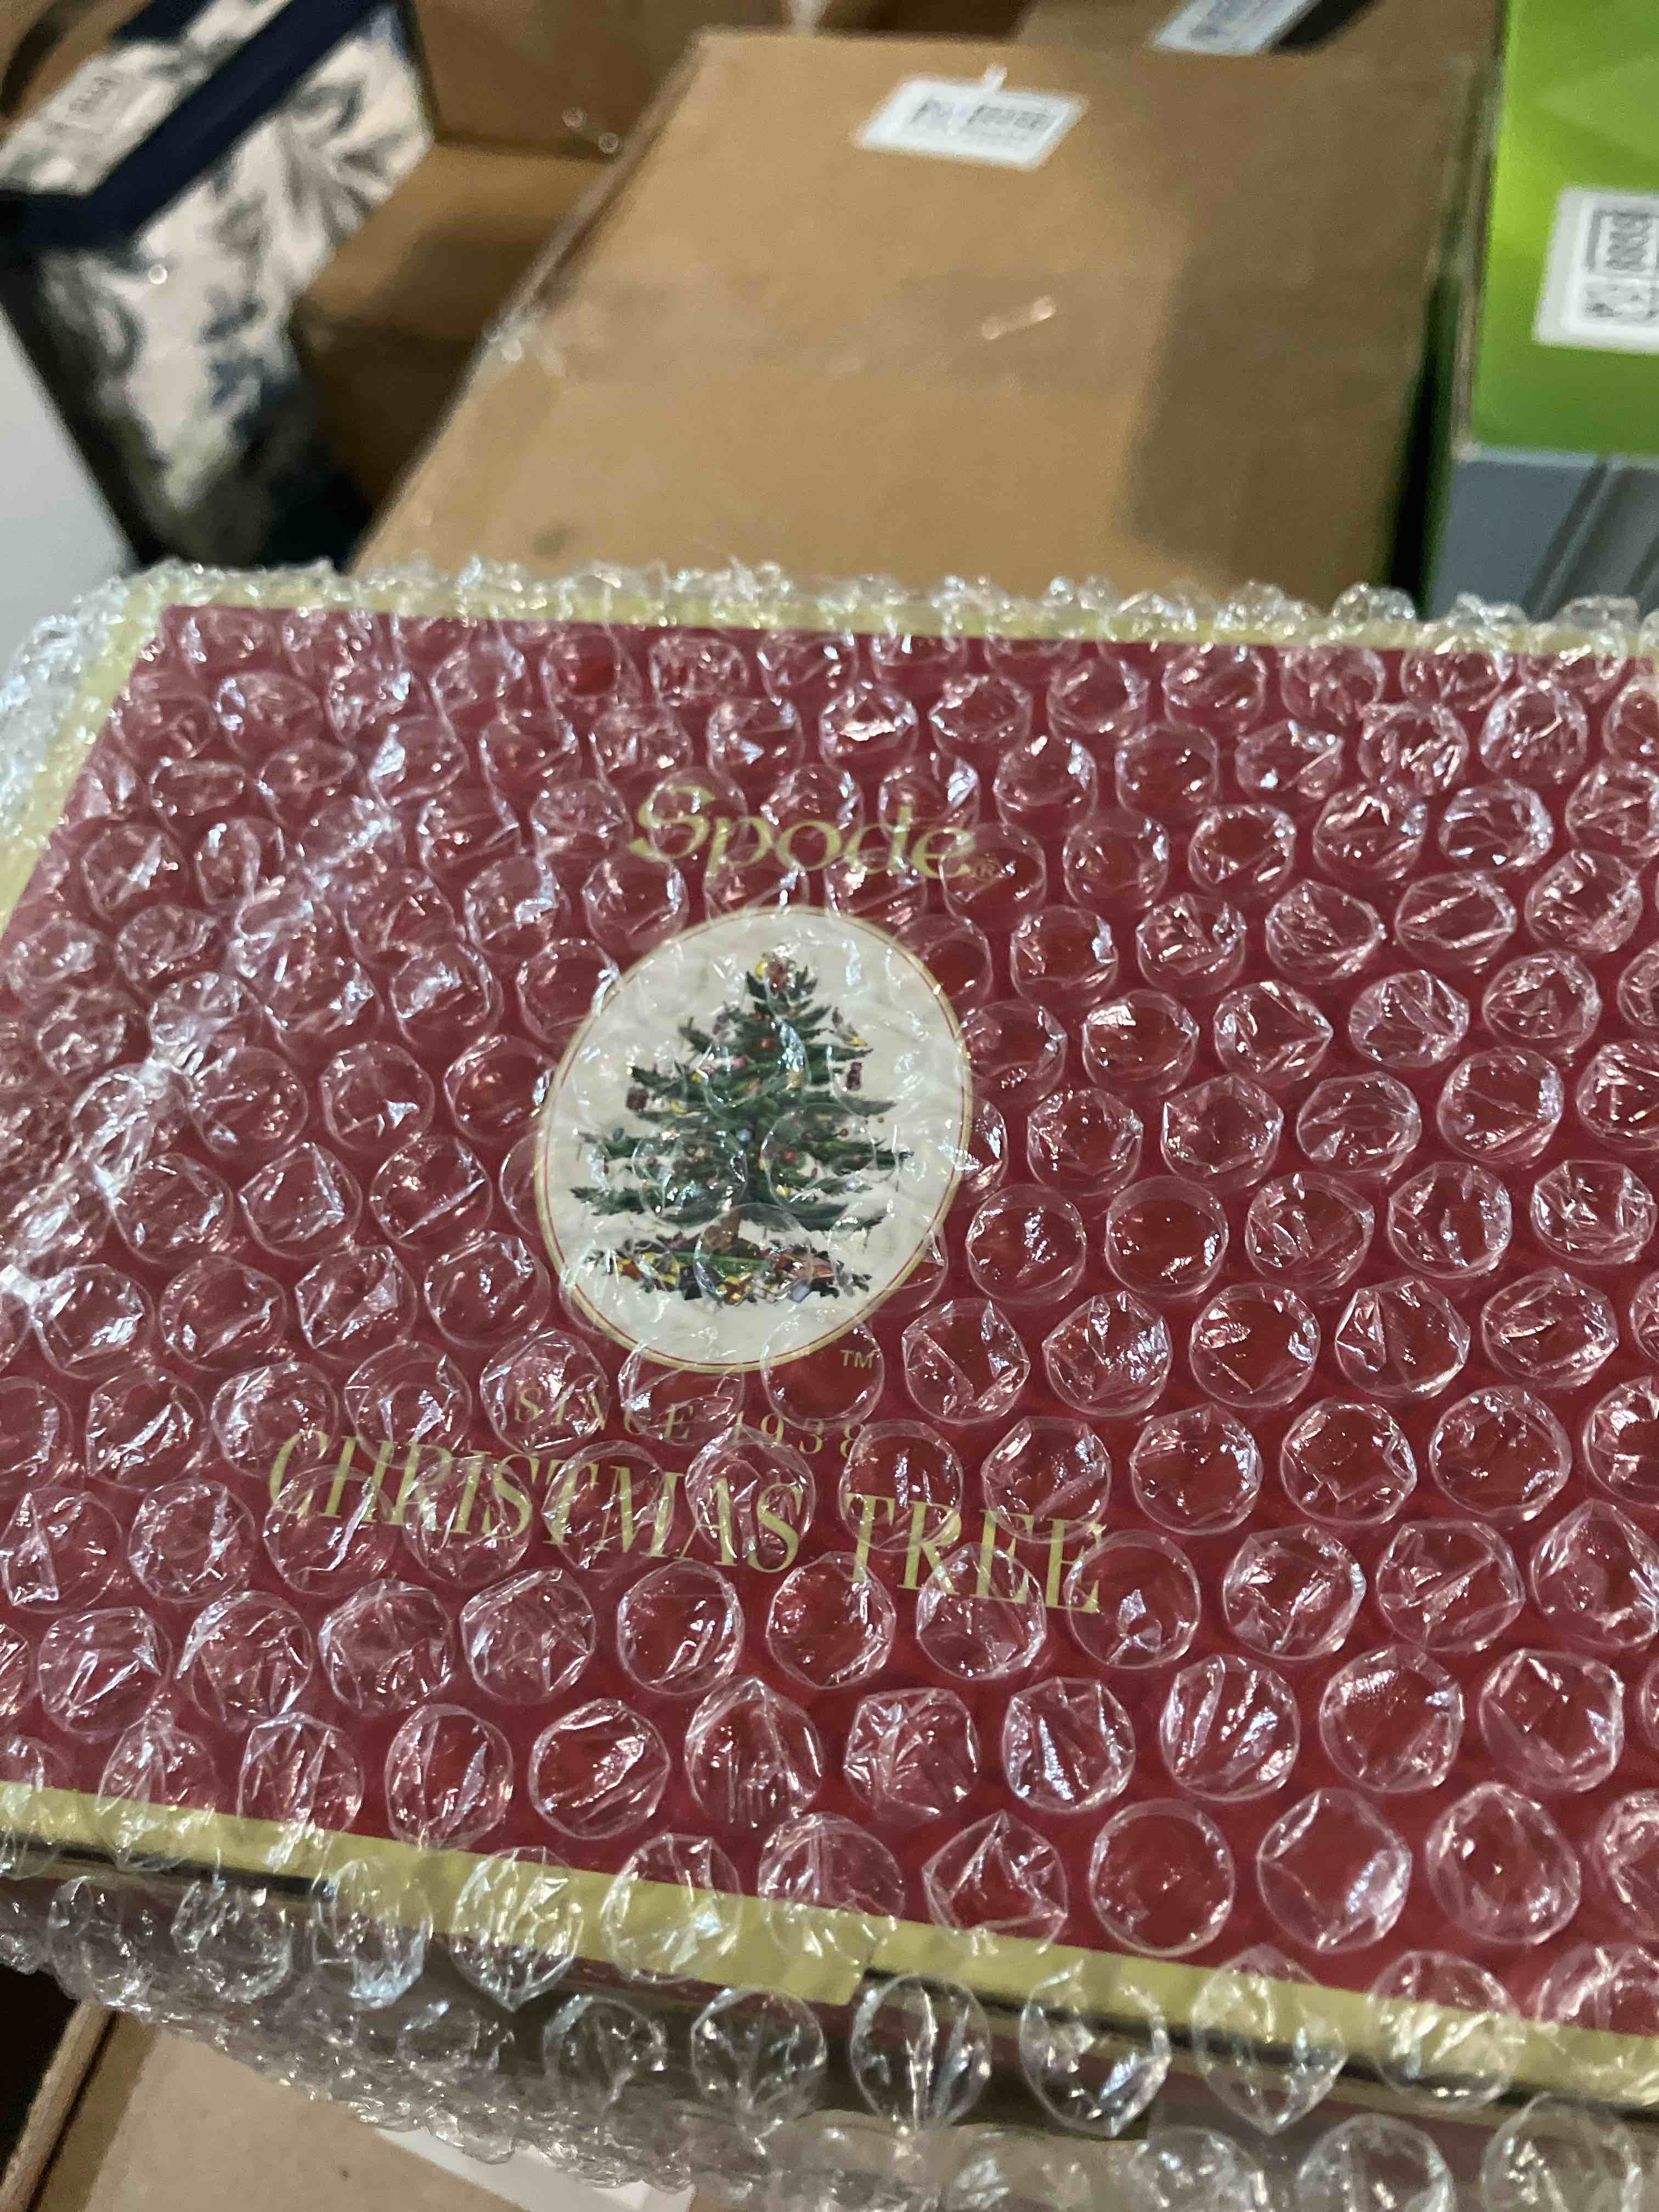 Spode®
TM
SINCE 1938
CHRISTMAS TREE